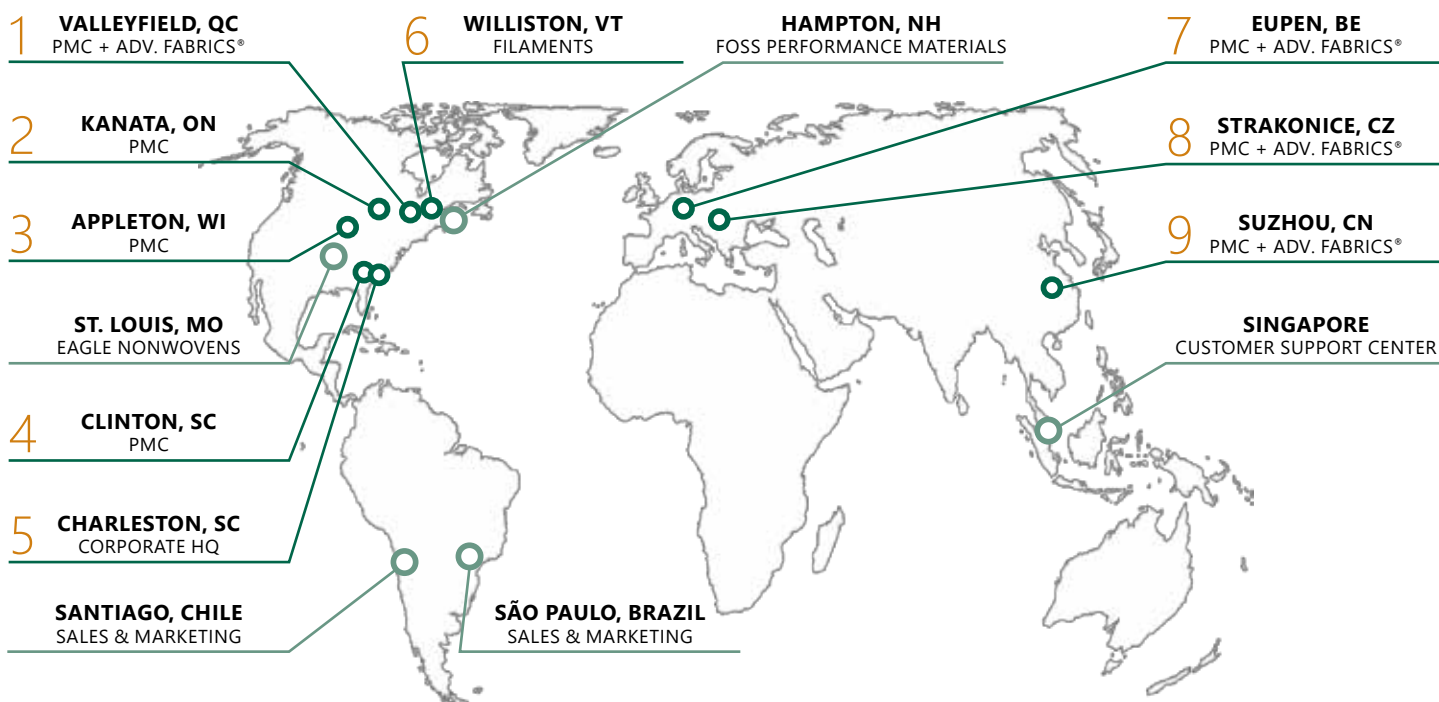 1
VALLEYFIELD, QC
PMC + ADV. FABRICS®
2
KANATA, ON
PMC
3
APPLETON, WI
PMC
ST. LOUIS, MO
EAGLE NONWOVENS
4
CLINTON, SC
PMC
5
CHARLESTON, SC
CORPORATE HQ
SANTIAGO, CHILE
SALES & MARKETING
SÃO PAULO, BRAZIL
SALES & MARKETING
6
WILLISTON, VT
FILAMENTS
HAMPTON, NH
FOSS PERFORMANCE MATERIALS
7
EUPEN, BE
PMC + ADV. FABRICS®
8
STRAKONICE, CZ
PMC + ADV. FABRICS®
9
SUZHOU, CN
PMC + ADV. FABRICS®
SINGAPORE
CUSTOMER SUPPORT CENTER